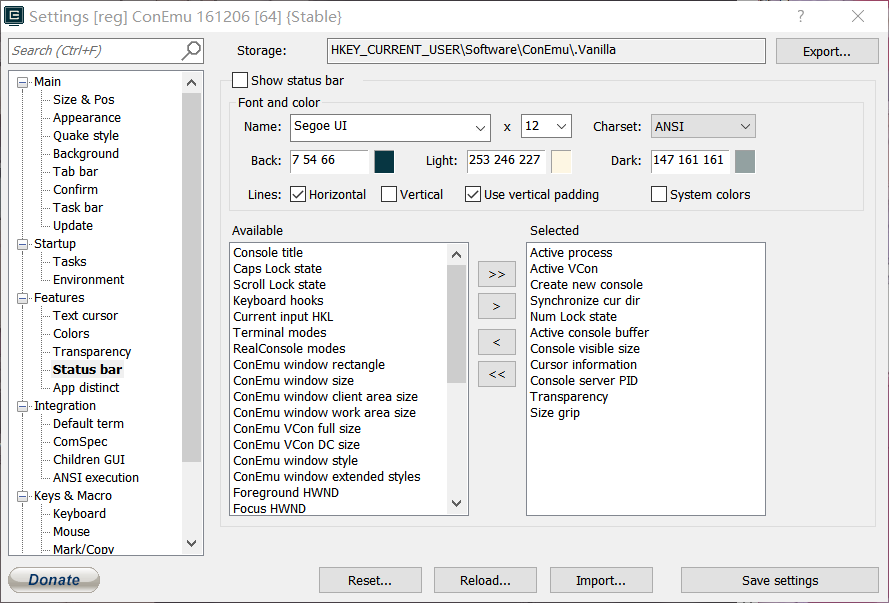 Settings [reg] ConEmu 161206 [64] {Stable}
Search (Ctrl+F)
Storage:
HKEY_CURRENT_USER\Software\ConEmu\.Vanilla
Export...
Main
Size & Pos
Appearance
Quake style
Background
Tab bar
Confirm
Task bar
Update
Startup
Tasks
Environment
Features
Text cursor
Colors
Transparency
Status bar
App distinct
Integration
Default term
ComSpec
Children GUI
ANSI execution
Keys & Macro
Keyboard
Mouse
Mark/Copy
Show status bar
Font and color
Name: Segoe UI x 12 Charset: ANSI
Back: 7 54 66 Light: 253 246 227 Dark: 147 161 161
Lines: Horizontal Vertical Use vertical padding System colors
Available
Console title
Caps Lock state
Scroll Lock state
Keyboard hooks
Current input HKL
Terminal modes
RealConsole modes
ConEmu window rectangle
ConEmu window size
ConEmu window client area size
ConEmu window work area size
ConEmu VCon full size
ConEmu VCon DC size
ConEmu window style
ConEmu window extended styles
Foreground HWND
Focus HWND
>>
>
<
<<
Selected
Active process
Active VCon
Create new console
Synchronize cur dir
Num Lock state
Active console buffer
Console visible size
Cursor information
Console server PID
Transparency
Size grip
Donate
Reset...
Reload...
Import...
Save settings